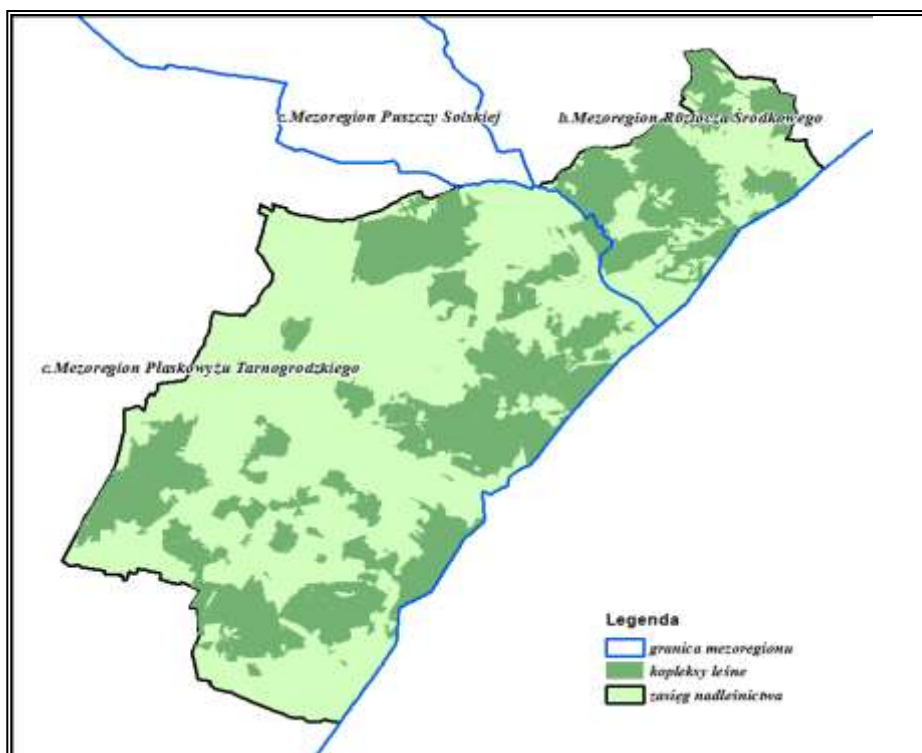 c.Mezoregion Puszczy Solskiej
b.Mezoregion Roztocza Środkowego
c.Mezoregion Płaskowyżu Tarnogrodzkiego
Legenda
granica mezoregionu
kopleksy leśne
zasięg nadleśnictwa